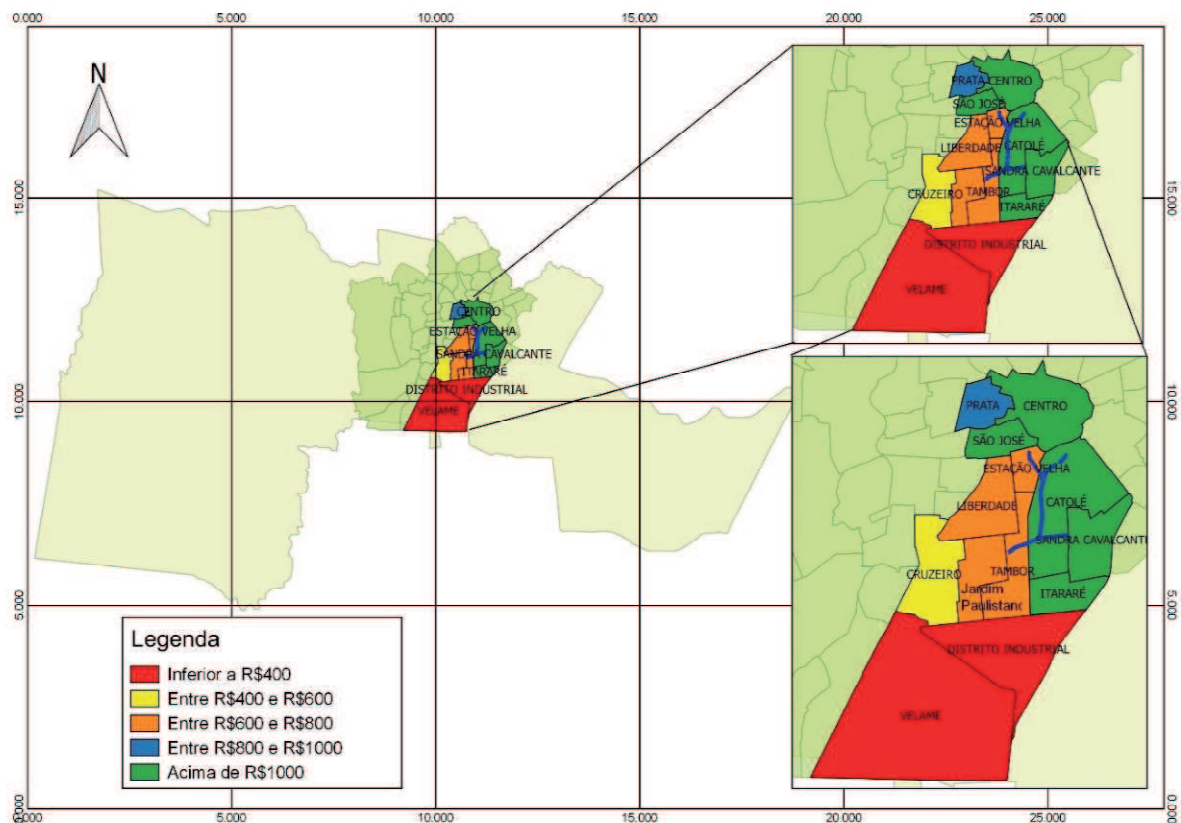 0.000 5.000 10.000 15.000 20.000 25.000
N
15.000
10.000
5.000
0.000
CENTRO
ESTAÇÃO VELHA
SANDRA CAVALCANTE
ITARARÉ
DISTRITO INDUSTRIAL
VELAME
PRATA CENTRO
SÃO JOSÉ
ESTAÇÃO VELHA
LIBERDADE CATOLÉ
SANDRA CAVALCANTE
CRUZEIRO TAMBOR
ITARARÉ
DISTRITO INDUSTRIAL
VELAME
PRATA CENTRO
SÃO JOSÉ
ESTAÇÃO VELHA
LIBERDADE CATOLÉ
SANDRA CAVALCANTE
CRUZEIRO TAMBOR
Jardim
Paulistano
ITARARÉ
DISTRITO INDUSTRIAL
VELAME
15.000
10.000
5.000
0.000
Legenda
Inferior a R$400
Entre R$400 e R$600
Entre R$600 e R$800
Entre R$800 e R$1000
Acima de R$1000
0.000 5.000 10.000 15.000 20.000 25.000